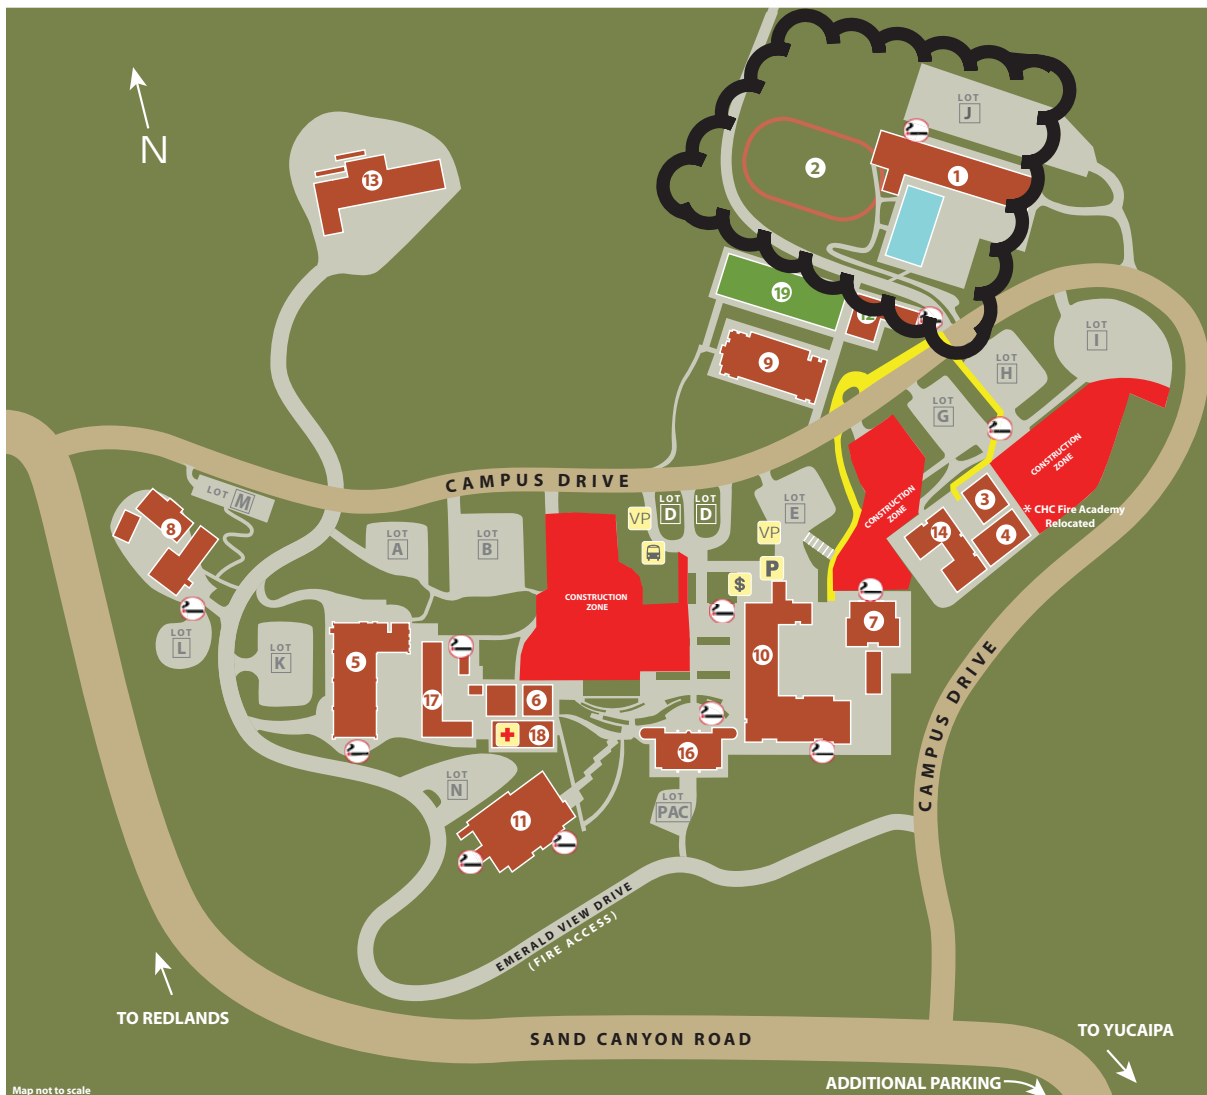 LOT
J
N
13
2
1
19
12
LOT
I
9
LOT
H
LOT
G
CONSTRUCTION
ZONE
CAMPUS DRIVE
LOT M
8
LOT
A
LOT
B
VP
LOT
D
LOT
D
LOT
E
VP
CONSTRUCTION
ZONE
3
* CHC Fire Academy
Relocated
14
4
P
$
CONSTRUCTION
ZONE
7
LOT
L
LOT
K
5
10
17
6
18
16
CAMPUS DRIVE
LOT
N
11
LOT
PAC
EMERALD VIEW DRIVE
(FIRE ACCESS)
TO REDLANDS
SAND CANYON ROAD
TO YUCAIPA
ADDITIONAL PARKING
Map not to scale